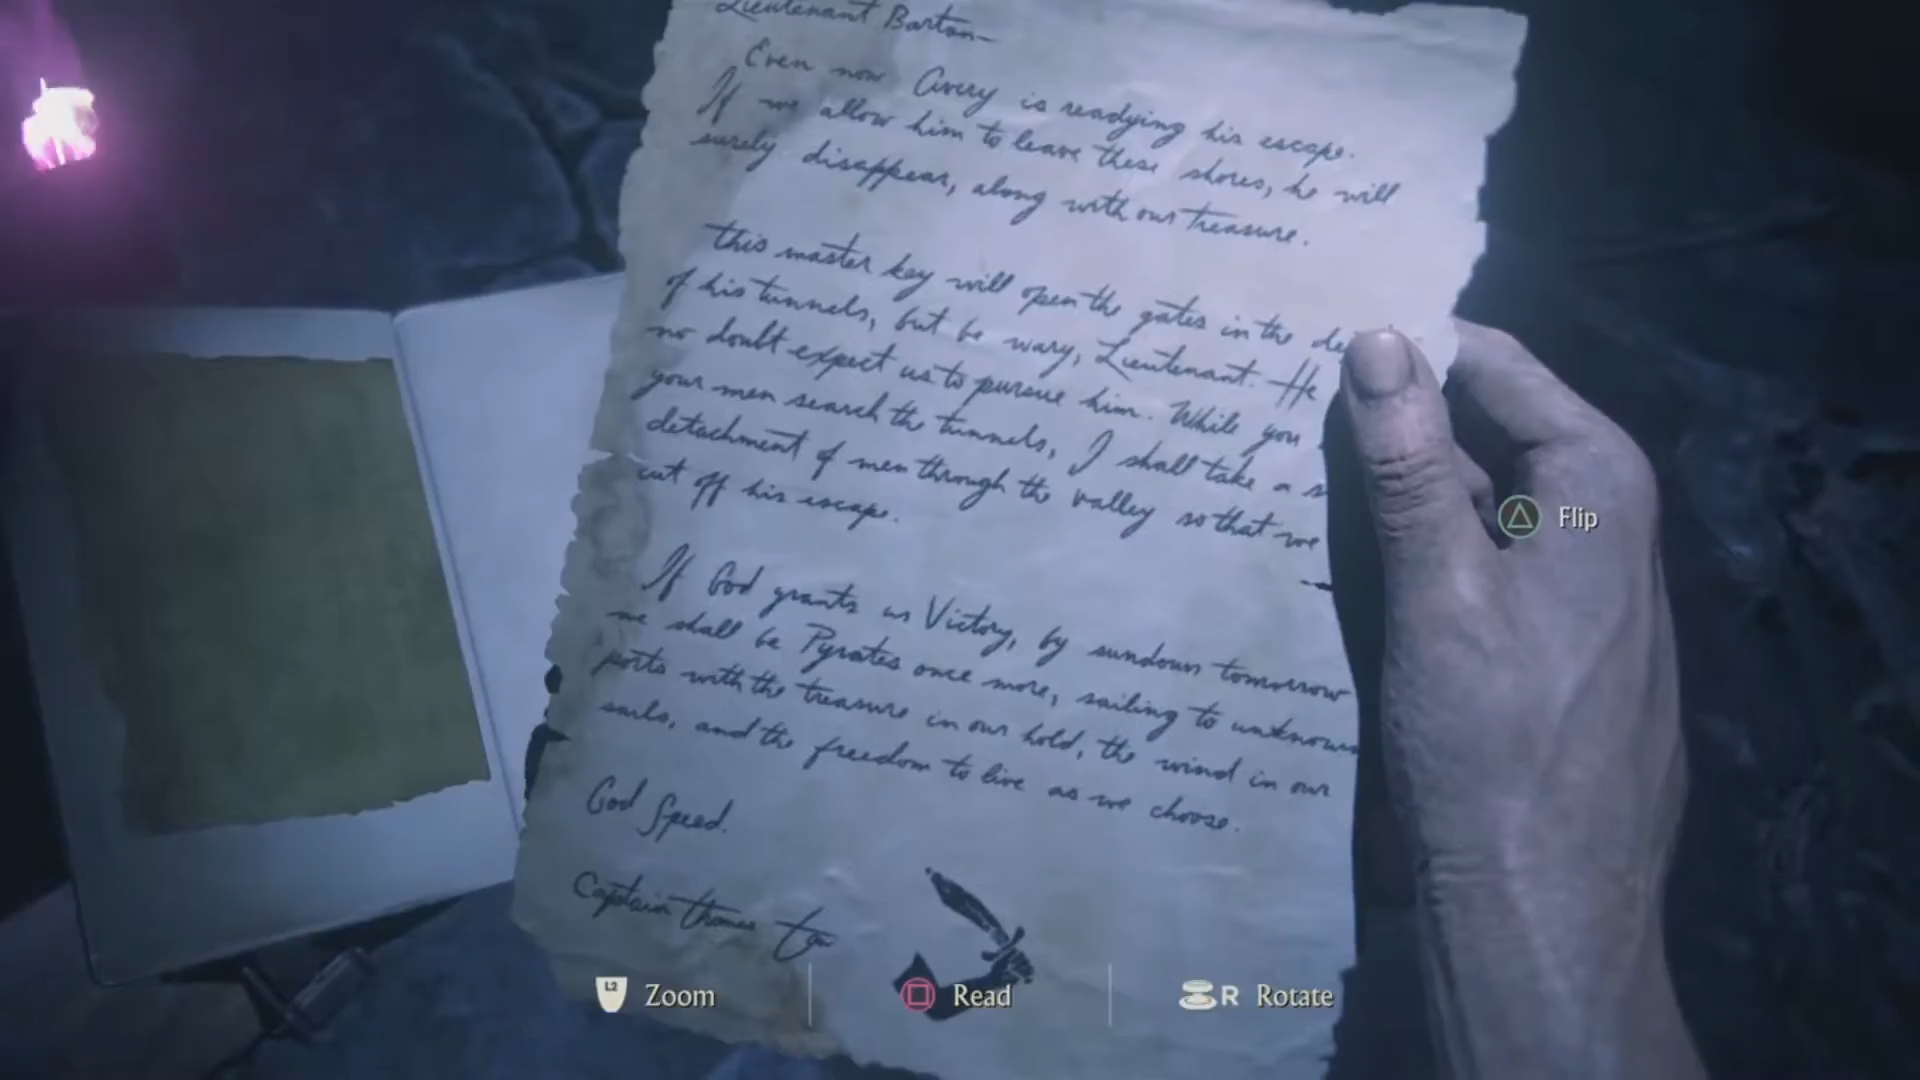 Lieutenant Barton—
Even now Avery is readying his escape.
If we allow him to leave these shores, he will
surely disappear, along with our treasure.
this master key will open the gates in the de
of his tunnels, but be wary, Lieutenant. He
no doubt expect us to pursue him. While you
your men search the tunnels, I shall take a s
detachment of men through the valley so that we
cut off his escape.
If God grants us Victory, by sundown tomorrow
we shall be Pyrates once more, sailing to unknown
ports with the treasure in our hold, the wind in our
sails, and the freedom to live as we choose.
God Speed.
Captain Thomas Tew
Flip
L2 Zoom
Read
R Rotate